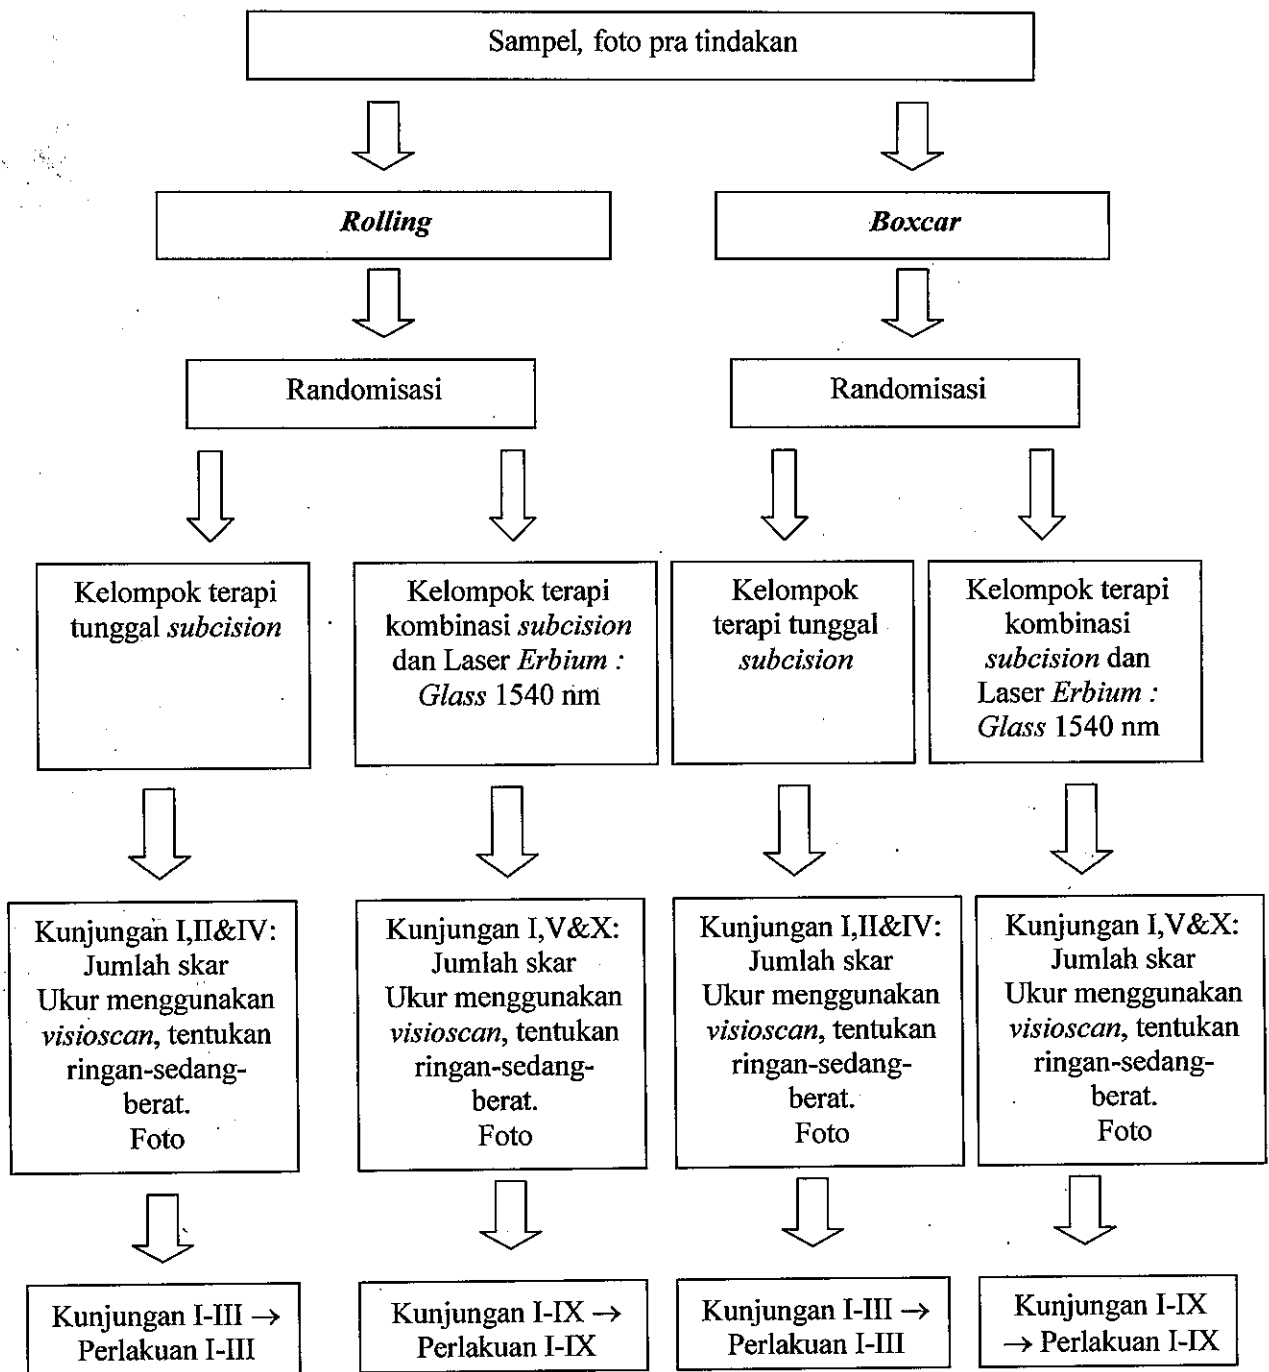 Sampel, foto pra tindakan
Rolling
Boxcar
Randomisasi
Randomisasi
Kelompok terapi
tunggal subcision
Kelompok terapi
kombinasi subcision
dan Laser Erbium :
Glass 1540 nm
Kelompok
terapi tunggal
subcision
Kelompok terapi
kombinasi
subcision dan
Laser Erbium :
Glass 1540 nm
Kunjungan I,II&IV:
Jumlah skar
Ukur menggunakan
visioscan, tentukan
ringan-sedang-
berat.
Foto
Kunjungan I,V&X:
Jumlah skar
Ukur menggunakan
visioscan, tentukan
ringan-sedang-
berat.
Foto
Kunjungan I,II&IV:
Jumlah skar
Ukur menggunakan
visioscan, tentukan
ringan-sedang-
berat.
Foto
Kunjungan I,V&X:
Jumlah skar
Ukur menggunakan
visioscan, tentukan
ringan-sedang-
berat.
Foto
Kunjungan I-III →
Perlakuan I-III
Kunjungan I-IX →
Perlakuan I-IX
Kunjungan I-III →
Perlakuan I-III
Kunjungan I-IX
→ Perlakuan I-IX